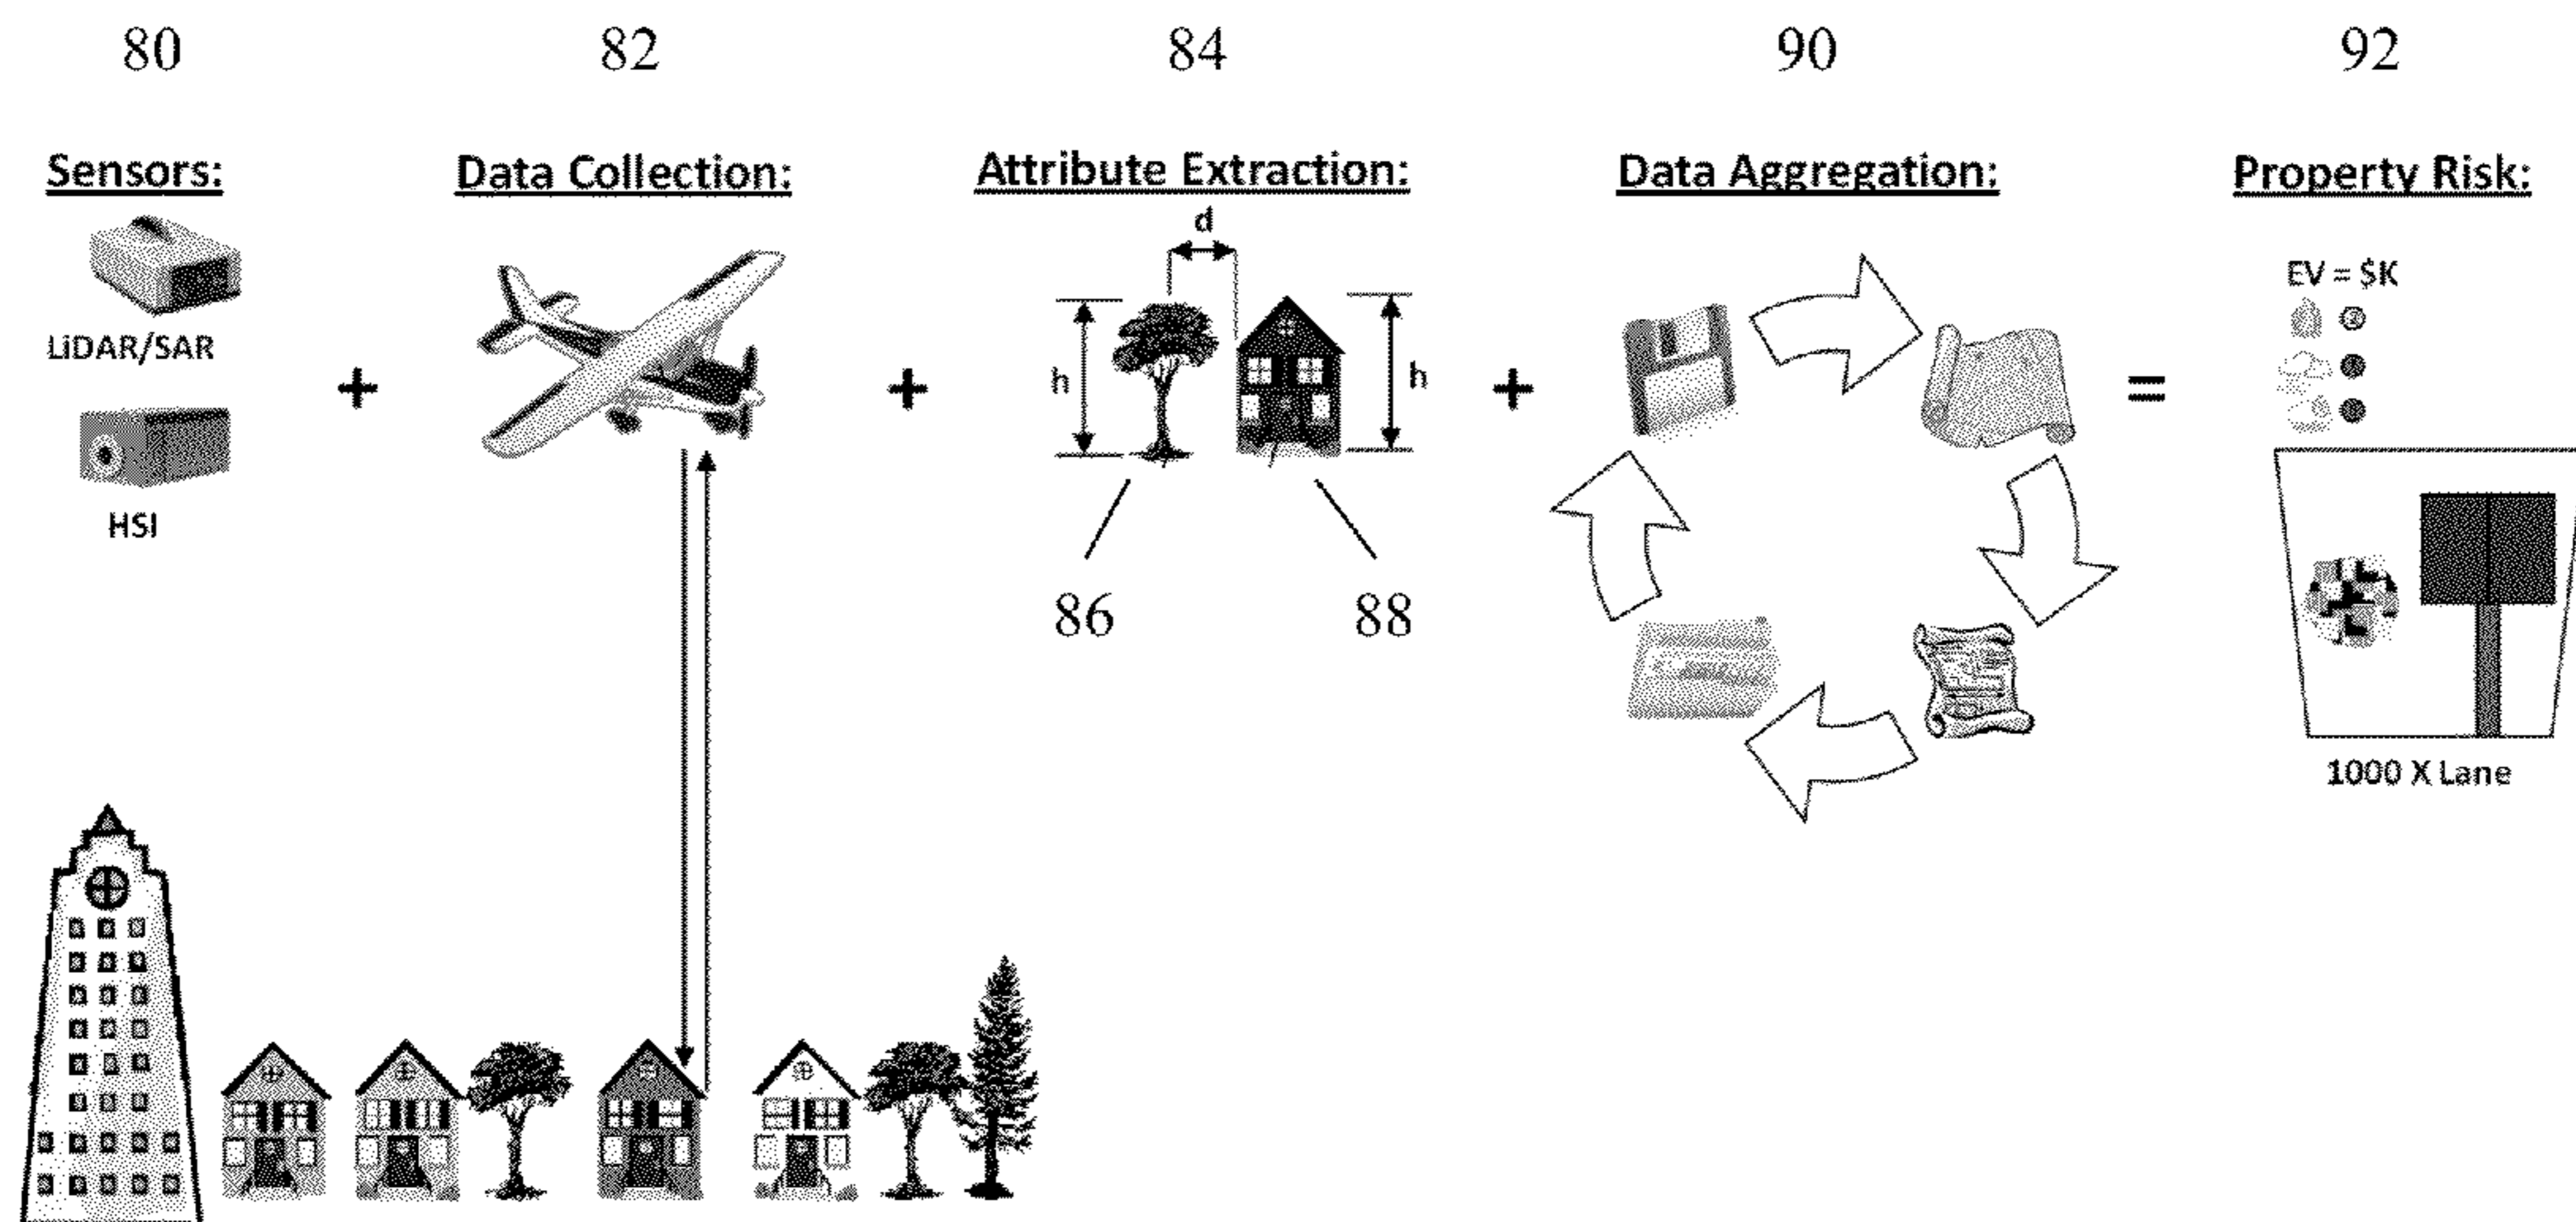 80 82 84 90 92
Sensors: Data Collection: Attribute Extraction: Data Aggregation: Property Risk:
d
EV = $K
LiDAR/SAR
h h
+ + + =
HSI
86 88
1000 X Lane